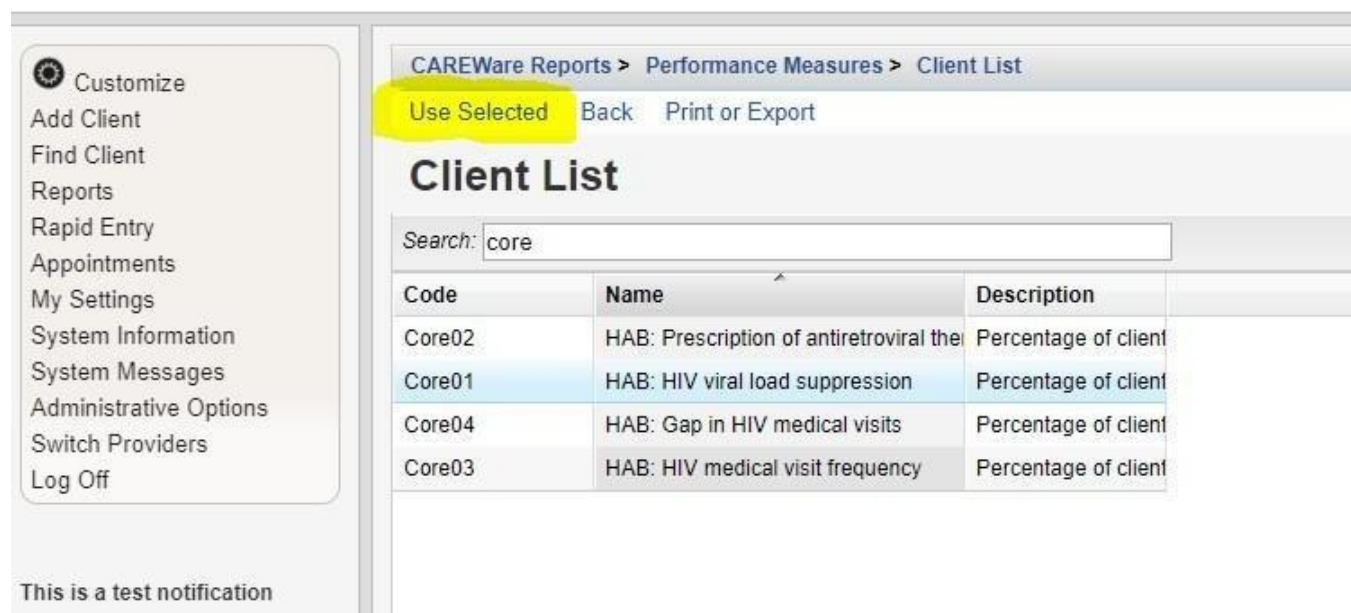 Customize
Add Client
Find Client
Reports
Rapid Entry
Appointments
My Settings
System Information
System Messages
Administrative Options
Switch Providers
Log Off
This is a test notification
CAREWare Reports > Performance Measures > Client List
Use Selected Back Print or Export
Client List
Search: core
Code Name Description
Core02 HAB: Prescription of antiretroviral ther Percentage of client
Core01 HAB: HIV viral load suppression Percentage of client
Core04 HAB: Gap in HIV medical visits Percentage of client
Core03 HAB: HIV medical visit frequency Percentage of client